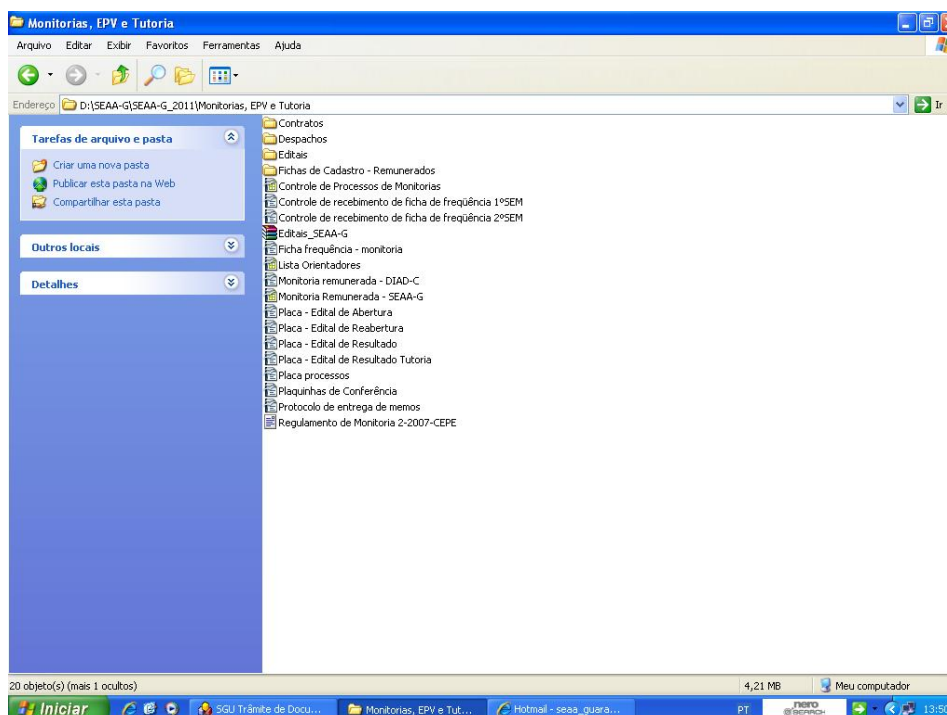 Monitorias, EPV e Tutoria
Arquivo Editar Exibir Favoritos Ferramentas Ajuda
Endereço D:\SEAA-G\SEAA-G_2011\Monitorias, EPV e Tutoria Ir
Tarefas de arquivo e pasta
Criar uma nova pasta
Publicar esta pasta na Web
Compartilhar esta pasta
Outros locais
Detalhes
Contratos
Despachos
Editais
Fichas de Cadastro - Remunerados
Controle de Processos de Monitorias
Controle de recebimento de ficha de freqüência 1ºSEM
Controle de recebimento de ficha de freqüência 2ºSEM
Editais_SEAA-G
Ficha frequência - monitoria
Lista Orientadores
Monitoria remunerada - DIAD-C
Monitoria Remunerada - SEAA-G
Placa - Edital de Abertura
Placa - Edital de Reabertura
Placa - Edital de Resultado
Placa - Edital de Resultado Tutoria
Placa processos
Plaquinhas de Conferência
Protocolo de entrega de memos
Regulamento de Monitoria 2-2007-CEPE
20 objeto(s) (mais 1 ocultos) 4,21 MB Meu computador
Iniciar SGU Trâmite de Docu... Monitorias, EPV e Tut... Hotmail - seaa_guara... PT nero SEARCH